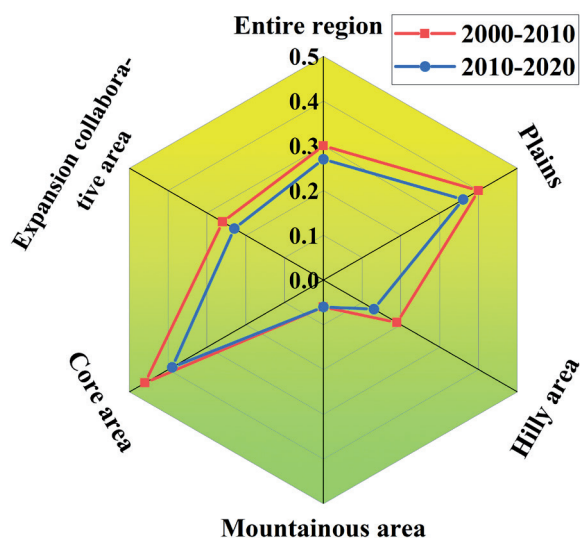 Entire region
2000-2010
2010-2020
Expansion collabora-
tive area
0.5
0.4
0.3
0.2
0.1
0.0
Plains
Core area
Hilly area
Mountainous area